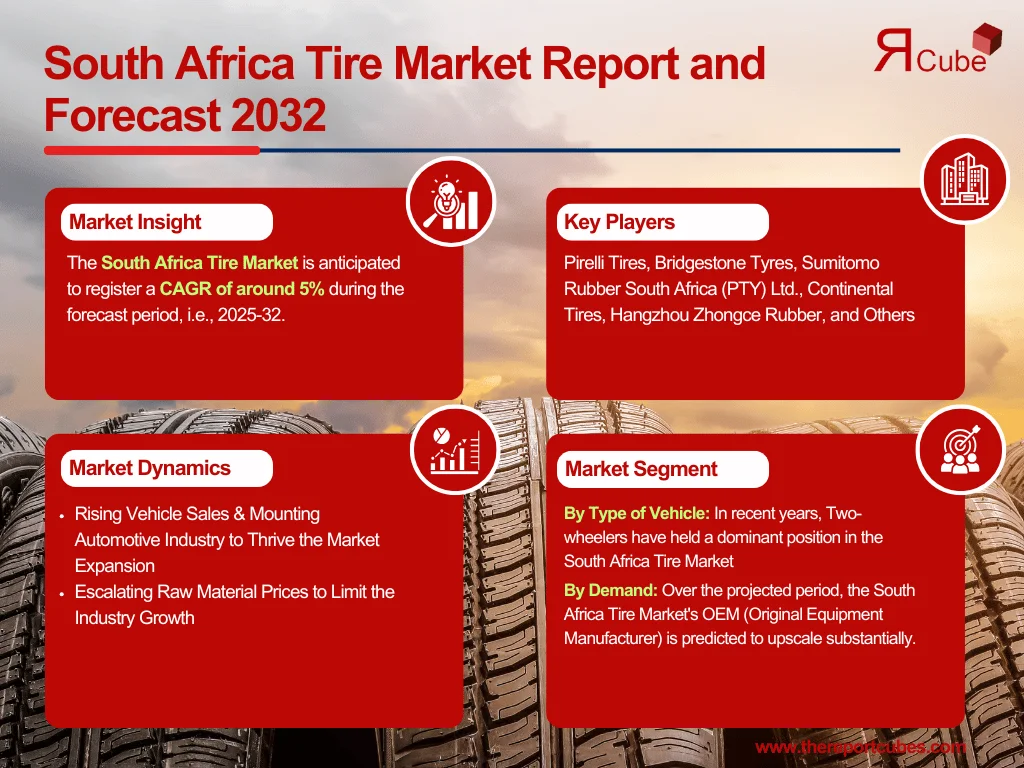 South Africa Tire Market Report and
Forecast 2032
ЯCube
Market Insight
The South Africa Tire Market is anticipated
to register a CAGR of around 5% during the
forecast period, i.e., 2025-32.
Key Players
Pirelli Tires, Bridgestone Tyres, Sumitomo
Rubber South Africa (PTY) Ltd., Continental
Tires, Hangzhou Zhongce Rubber, and Others
Market Dynamics
• Rising Vehicle Sales & Mounting
Automotive Industry to Thrive the Market
Expansion
• Escalating Raw Material Prices to Limit the
Industry Growth
Market Segment
By Type of Vehicle: In recent years, Two-
wheelers have held a dominant position in the
South Africa Tire Market
By Demand: Over the projected period, the South
Africa Tire Market's OEM (Original Equipment
Manufacturer) is predicted to upscale substantially.
www.thereportcubes.com